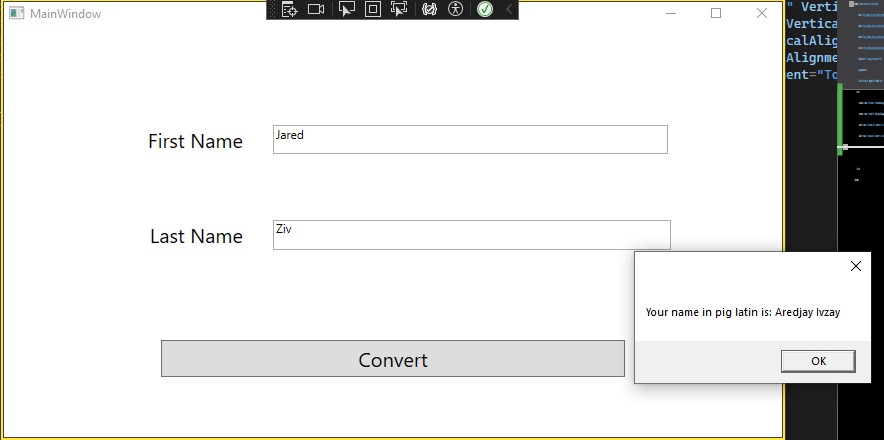 MainWindow
First Name
Jared
Last Name
Ziv
Your name in pig latin is: Aredjay Ivzay
OK
Convert
" Verti
Vertica
calAlig
Alignme
ent="To